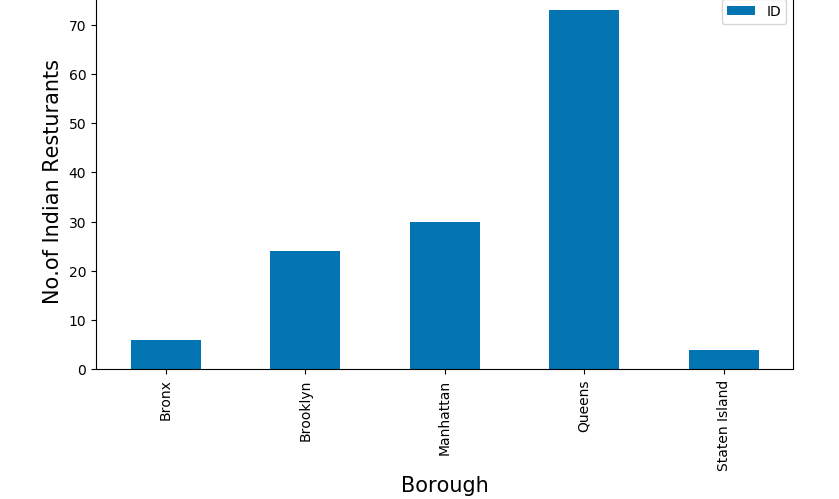 70
60
50
40
30
20
10
0
No.of Indian Resturants
ID
Bronx
Brooklyn
Manhattan
Queens
Staten Island
Borough